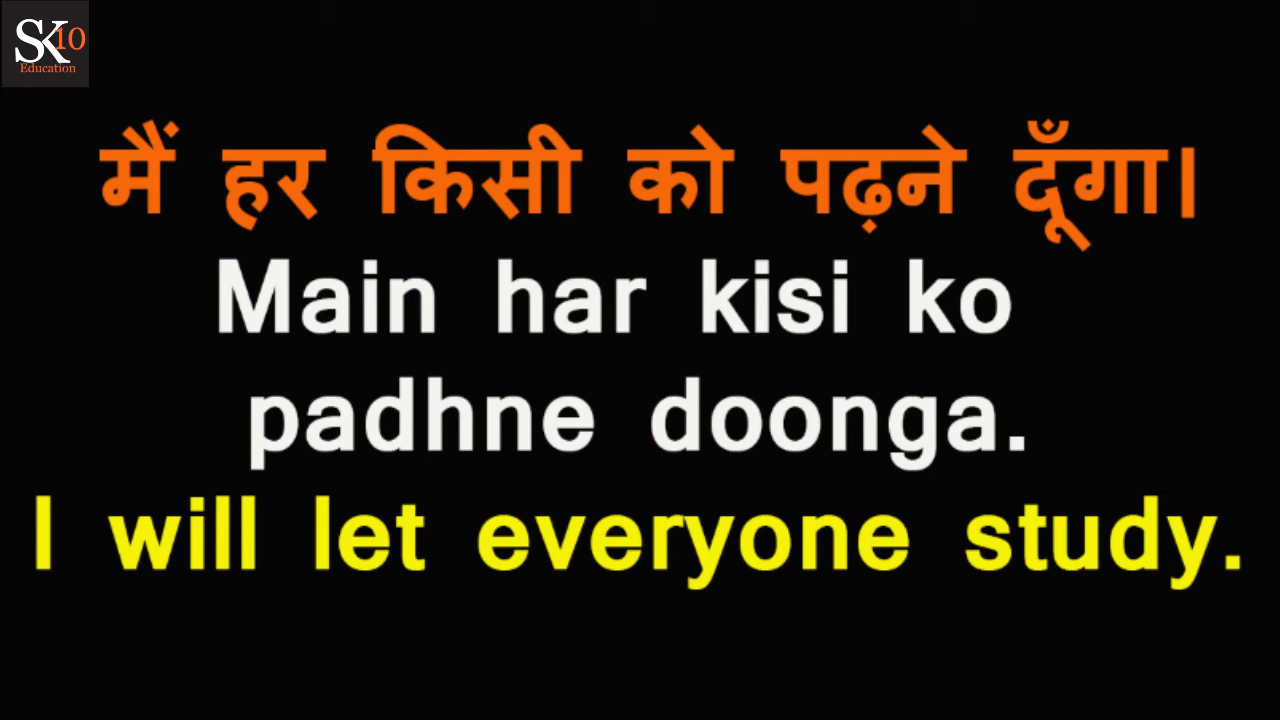 SK10
Education
मैं हर किसी को पढ़ने दूँगा।
Main har kisi ko
padhne doonga.
I will let everyone study.